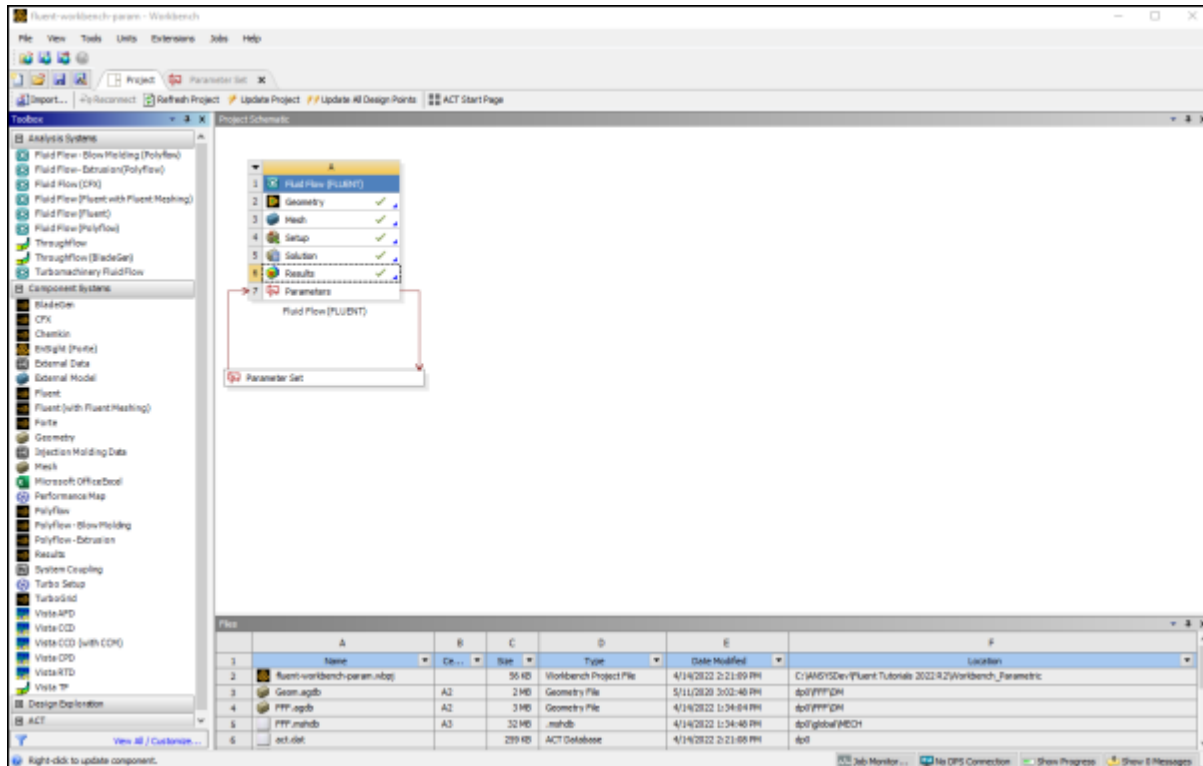 fluent-workbench-param - Workbench
File View Tools Units Extensions Jobs Help
Project Parameter Set
Import... Reconnect Refresh Project Update Project Update All Design Points ACT Start Page
Toolbox
Project Schematic
Analysis Systems
Fluid Flow - Blow Molding (Polyflow)
Fluid Flow - Extrusion (Polyflow)
Fluid Flow (CFX)
Fluid Flow (Fluent with Fluent Meshing)
Fluid Flow (Fluent)
Fluid Flow (Polyflow)
Throughflow
Throughflow (BladeGen)
Turbomachinery Fluid Flow
Component Systems
BladeGen
CFX
Chemkin
EnSight (Forte)
External Data
External Model
Fluent
Fluent (with Fluent Meshing)
Forte
Geometry
Injection Molding Data
Mesh
Microsoft Office Excel
Performance Map
Polyflow
Polyflow - Blow Molding
Polyflow - Extrusion
Results
System Coupling
Turbo Setup
TurboGrid
Vista AFD
Vista CCD
Vista CCD (with CCM)
Vista CPD
Vista RTD
Vista TF
Design Exploration
ACT
View All / Customize...
A
1 Fluid Flow (FLUENT)
2 Geometry
3 Mesh
4 Setup
5 Solution
6 Results
7 Parameters
Fluid Flow (FLUENT)
Parameter Set
Files
A B C D E F
1 Name Ce... Size Type Date Modified Location
2 fluent-workbench-param.wbpj 56 KB Workbench Project File 4/14/2022 2:21:09 PM C:\ANSYSDev\Fluent Tutorials 2022 R2\Workbench_Parametric
3 Geom.agdb A2 2 MB Geometry File 5/11/2020 3:02:48 PM dp0\FFF\DM
4 FFF.agdb A2 3 MB Geometry File 4/14/2022 1:34:04 PM dp0\FFF\DM
5 FFF.mshdb A3 32 MB .mshdb 4/14/2022 1:34:48 PM dp0\global\MECH
6 act.dat 259 KB ACT Database 4/14/2022 2:21:08 PM dp0
Right-click to update component.
Job Monitor... No DPS Connection Show Progress Show 0 Messages